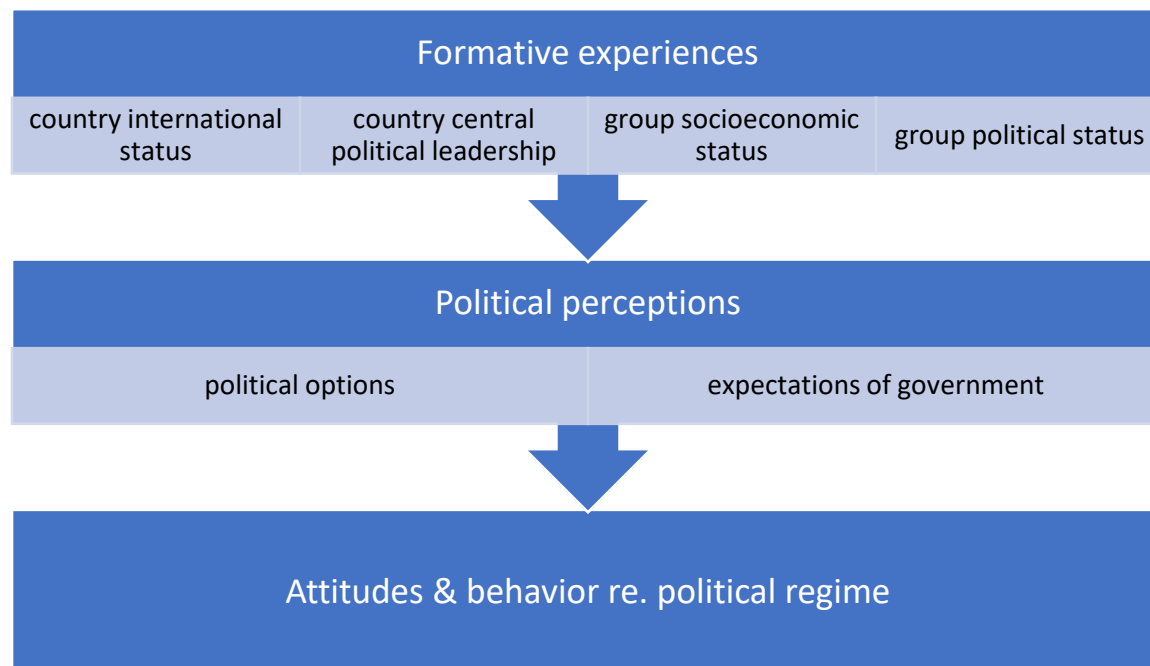 Formative experiences
country international
status
country central
political leadership
group socioeconomic
status
group political status
Political perceptions
political options
expectations of government
Attitudes & behavior re. political regime